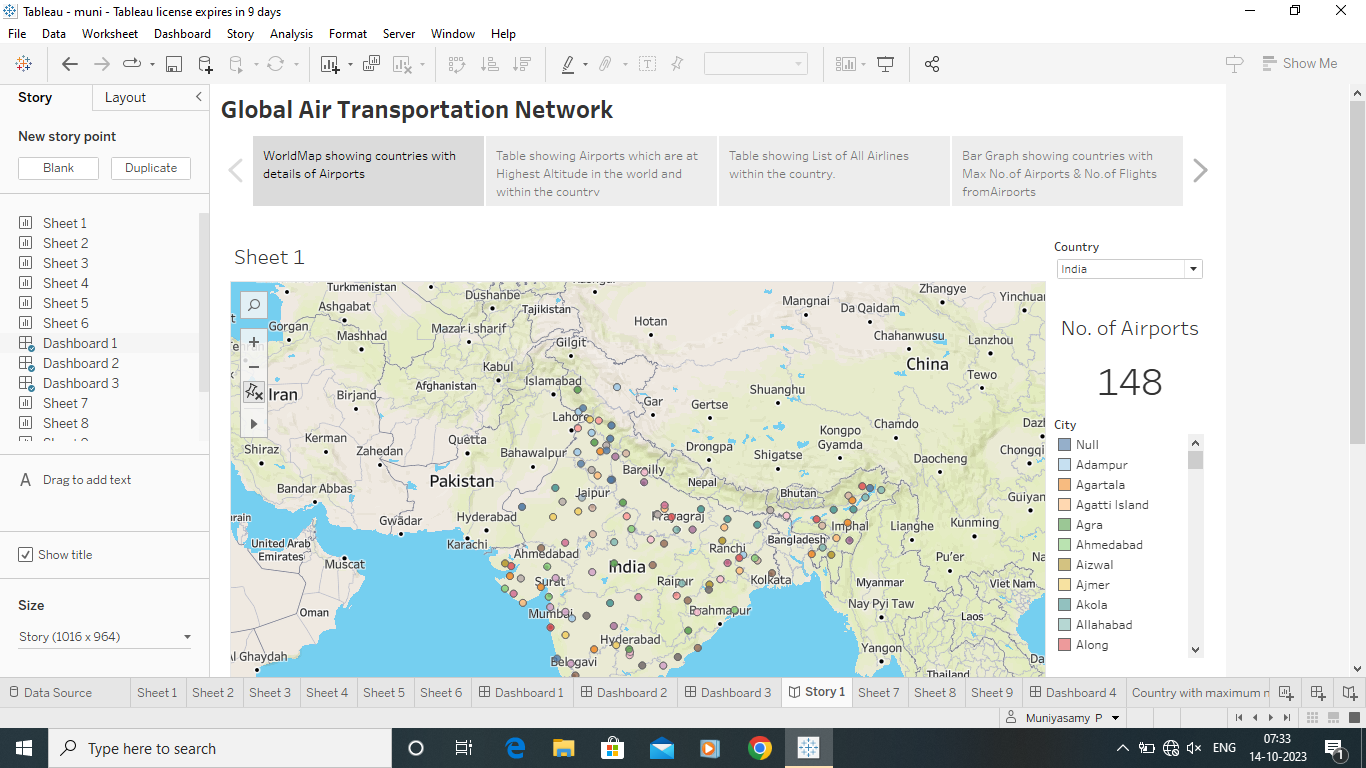 Tableau - muni - Tableau license expires in 9 days
File Data Worksheet Dashboard Story Analysis Format Server Window Help
Show Me
Story Layout
New story point
Blank Duplicate
Sheet 1
Sheet 2
Sheet 3
Sheet 4
Sheet 5
Sheet 6
Dashboard 1
Dashboard 2
Dashboard 3
Sheet 7
Sheet 8
A Drag to add text
Show title
Size
Story (1016 x 964)
Global Air Transportation Network
WorldMap showing countries with
details of Airports
Table showing Airports which are at
Highest Altitude in the world and
within the country
Table showing List of All Airlines
within the country.
Bar Graph showing countries with
Max No.of Airports & No.of Flights
fromAirports
Sheet 1
Turkmenistan
Dushanbe
Mangnai
Zhangye
Yinchua
Ashgabat
Tajikistan
Da Qaidam
Gorgan
Mashhad
Mazar-i sharif
Hotan
Chahanwusu
Lanzhou
Gilgit
China
Kabul
Islamabad
Tewo
Afghanistan
Shuanghu
Iran
Birjand
Gar
Gertse
Lahore
Kongpo
Gyamda
Chamdo
Kerman
Quetta
Drongpa
Shiraz
Zahedan
Bahawalpur
Shigatse
Daocheng
Chongqi
Bareilly
Pakistan
Nepal
Bandar Abbas
Jaipur
Bhutan
Guiyan
Gwadar
Hyderabad
Prayagraj
Imphal
Lianghe
Kunming
Karachi
Bangladesh
United Arab
Emirates
Muscat
Ahmedabad
Ranchi
Pu'er
India
Surat
Raipur
Kolkata
Myanmar
Viet Nam
Oman
Mumbai
Brahmapur
Nay Pyi Taw
Laos
Hyderabad
Yangon
Belgavi
Thailand
Country
India
No. of Airports
148
City
Null
Adampur
Agartala
Agatti Island
Agra
Ahmedabad
Aizwal
Ajmer
Akola
Allahabad
Along
Data Source Sheet 1 Sheet 2 Sheet 3 Sheet 4 Sheet 5 Sheet 6 Dashboard 1 Dashboard 2 Dashboard 3 Story 1 Sheet 7 Sheet 8 Sheet 9 Dashboard 4 Country with maximum n
Muniyasamy P
Type here to search
ENG
07:33
14-10-2023
1